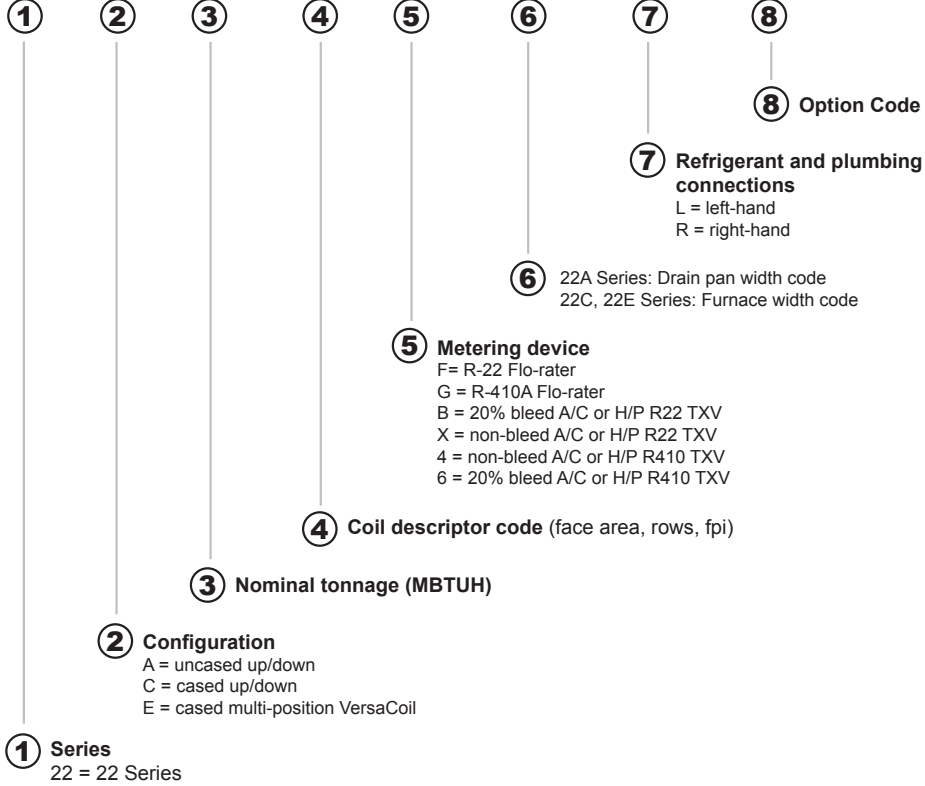 1 2 3 4 5 6 7 8
8 Option Code
7 Refrigerant and plumbing
connections
L = left-hand
R = right-hand
6 22A Series: Drain pan width code
22C, 22E Series: Furnace width code
5 Metering device
F= R-22 Flo-rater
G = R-410A Flo-rater
B = 20% bleed A/C or H/P R22 TXV
X = non-bleed A/C or H/P R22 TXV
4 = non-bleed A/C or H/P R410 TXV
6 = 20% bleed A/C or H/P R410 TXV
4 Coil descriptor code (face area, rows, fpi)
3 Nominal tonnage (MBTUH)
2 Configuration
A = uncased up/down
C = cased up/down
E = cased multi-position VersaCoil
1 Series
22 = 22 Series